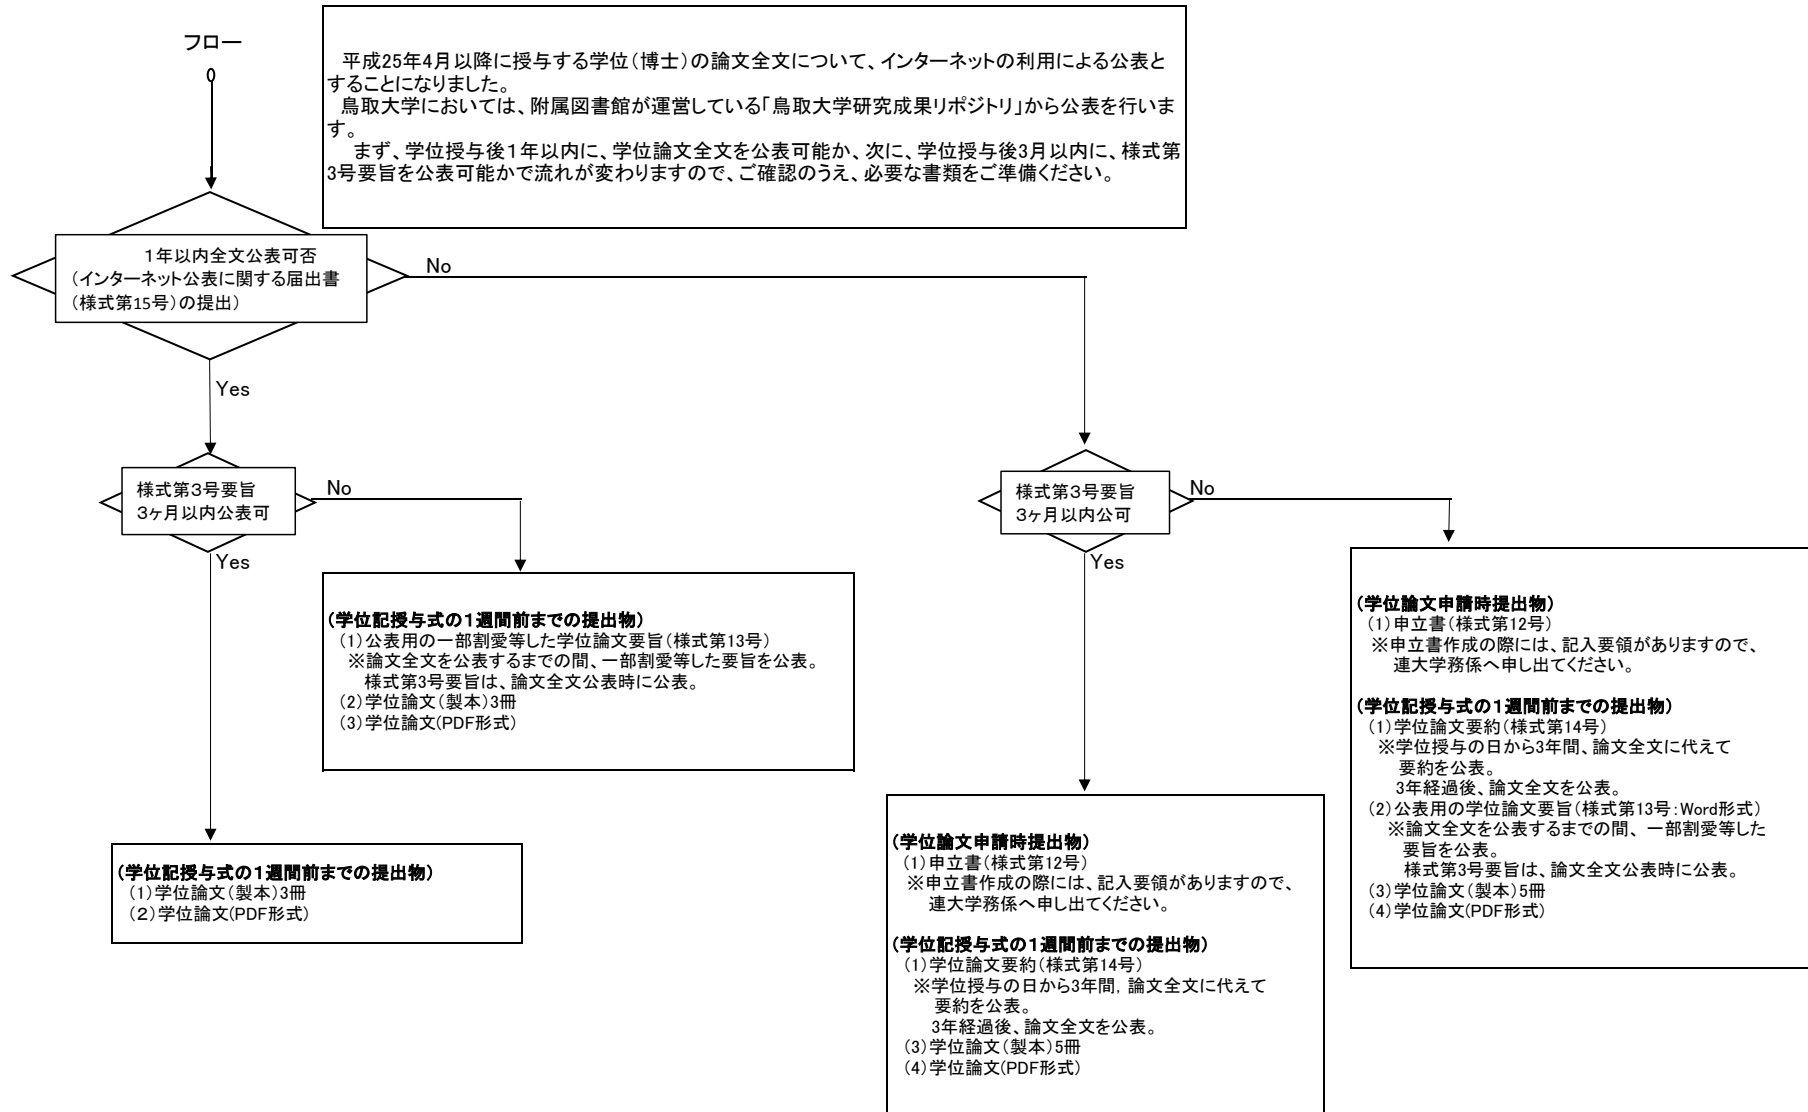 フロー
平成25年4月以降に授与する学位（博士）の論文全文について、インターネットの利用による公表と
することになりました。
鳥取大学においては、附属図書館が運営している「鳥取大学研究成果リポジトリ」から公表を行いま
す。
まず、学位授与後1年以内に、学位論文全文を公表可能か、次に、学位授与後3月以内に、様式第
3号要旨を公表可能かで流れが変わりますので、ご確認のうえ、必要な書類をご準備ください。
１年以内全文公表可否
（インターネット公表に関する届出書
（様式第15号）の提出）
No
Yes
様式第３号要旨
３ヶ月以内公表可
No
Yes
様式第３号要旨
３ヶ月以内公可
No
Yes
（学位記授与式の１週間前までの提出物）
（1）公表用の一部割愛等した学位論文要旨（様式第13号）
※論文全文を公表するまでの間、一部割愛等した要旨を公表。
様式第3号要旨は、論文全文公表時に公表。
（2）学位論文（製本）3冊
（3）学位論文(PDF形式）
（学位記授与式の１週間前までの提出物）
（1）学位論文（製本）3冊
（２）学位論文(PDF形式）
（学位論文申請時提出物）
（1）申立書（様式第12号）
※申立書作成の際には、記入要領がありますので、
連大学務係へ申し出てください。
（学位記授与式の１週間前までの提出物）
（1）学位論文要約（様式第14号）
※学位授与の日から3年間，論文全文に代えて
要約を公表。
3年経過後、論文全文を公表。
（3）学位論文（製本）5冊
（4）学位論文(PDF形式）
（学位論文申請時提出物）
（1）申立書（様式第12号）
※申立書作成の際には、記入要領がありますので、
連大学務係へ申し出てください。
（学位記授与式の１週間前までの提出物）
（1）学位論文要約（様式第14号）
※学位授与の日から3年間、論文全文に代えて
要約を公表。
3年経過後、論文全文を公表。
（2）公表用の学位論文要旨（様式第13号：Word形式）
※論文全文を公表するまでの間、一部割愛等した
要旨を公表。
様式第3号要旨は、論文全文公表時に公表。
（3）学位論文（製本）5冊
（4）学位論文(PDF形式）